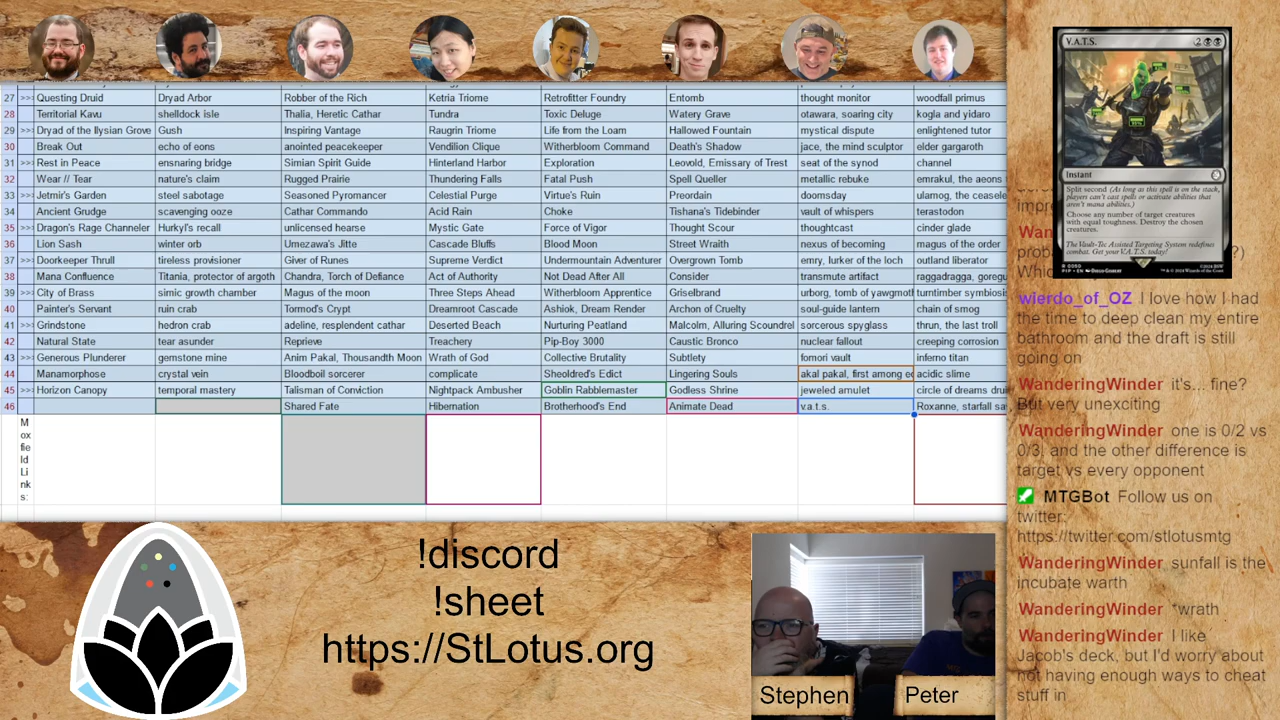 27 >>> Questing Druid Dryad Arbor Robber of the Rich Ketria Triome Retrofitter Foundry Entomb thought monitor woodfall primus
28 Territorial Kavu shelldock isle Thalia, Heretic Cathar Tundra Toxic Deluge Watery Grave otawara, soaring city kogla and yidaro
29 >>> Dryad of the Ilysian Grove Gush Inspiring Vantage Raugrin Triome Life from the Loam Hallowed Fountain mystical dispute enlightened tutor
30 Break Out echo of eons anointed peacekeeper Vendilion Clique Witherbloom Command Death's Shadow jace, the mind sculptor elder gargaroth
31 >>> Rest in Peace ensnaring bridge Simian Spirit Guide Hinterland Harbor Exploration Leovold, Emissary of Trest seat of the synod channel
32 Wear // Tear nature's claim Rugged Prairie Thundering Falls Fatal Push Spell Queller metallic rebuke emrakul, the aeons
33 >>> Jetmir's Garden steel sabotage Seasoned Pyromancer Celestial Purge Virtue's Ruin Preordain doomsday ulamog, the ceasele
34 Ancient Grudge scavenging ooze Cathar Commando Acid Rain Choke Tishana's Tidebinder vault of whispers terastodon
35 >>> Dragon's Rage Channeler Hurkyl's recall unlicensed hearse Mystic Gate Force of Vigor Thought Scour thoughtcast cinder glade
36 Lion Sash winter orb Umezawa's Jitte Cascade Bluffs Blood Moon Street Wraith nexus of becoming magus of the order
37 >>> Doorkeeper Thrull tireless provisioner Giver of Runes Supreme Verdict Undermountain Adventurer Overgrown Tomb emry, lurker of the loch outland liberator
38 Mana Confluence Titania, protector of argoth Chandra, Torch of Defiance Land of Authority Not Dead After All Consider transmute artifact raggadragga, goregu
39 >>> City of Brass simic growth chamber Magus of the moon Three Steps Ahead Witherbloom Apprentice Griselbrand urborg, tomb of yawgmoth turntimber symbiosi
40 Painter's Servant ruin crab Tormod's Crypt Dreamroot Cascade Ashiok, Dream Render Archon of Cruelty soul-guide lantern chain of smog
41 >>> Grindstone hedron crab adeline, resplendent cathar Deserted Beach Nurturing Peatland Malcolm, Alluring Scoundrel sorcerous spyglass thrun, the last troll
42 Natural State tear asunder Reprieve Treachery Pip-Boy 3000 Caustic Bronco nuclear fallout creeping corrosion
43 >>> Generous Plunderer gemstone mine Anim Pakal, Thousandth Moon Wrath of God Collective Brutality Subtlety fomori vault inferno titan
44 Manamorphose crystal vein Bloodboil sorcerer complicate Sheoldred's Edict Lingering Souls akal pakal, first among eq acidic slime
45 >>> Horizon Canopy temporal mastery Talisman of Conviction Nightpack Ambusher Goblin Rabblemaster Godless Shrine jeweled amulet circle of dreams drui
46 Shared Fate Hibernation Brotherhood's End Animate Dead v.a.t.s. Roxanne, starfall sa
M
ox
fie
ld
Li
nk
s:
!discord
!sheet
https://StLotus.org
Stephen
Peter
V.A.T.S.
2
Instant
Split second (As long as this spell is on the stack, players can't cast spells or activate abilities that aren't mana abilities.)
Choose any number of target creatures with equal toughness. Destroy the chosen creatures.
The Vault-Tec Assisted Targeting System redefines combat. Get your V.A.T.S. today!
impr
Wan
prob
?)
Whic
wierdo_of_OZ I love how I had
the time to deep clean my entire
bathroom and the draft is still
going on
WanderingWinder it's... fine?
But very unexciting
WanderingWinder one is 0/2 vs
0/3, and the other difference is
target vs every opponent
MTGBot Follow us on
twitter:
https://twitter.com/stlotusmtg
WanderingWinder sunfall is the
incubate warth
WanderingWinder *wrath
WanderingWinder I like
Jacob's deck, but I'd worry about
not having enough ways to cheat
stuff in